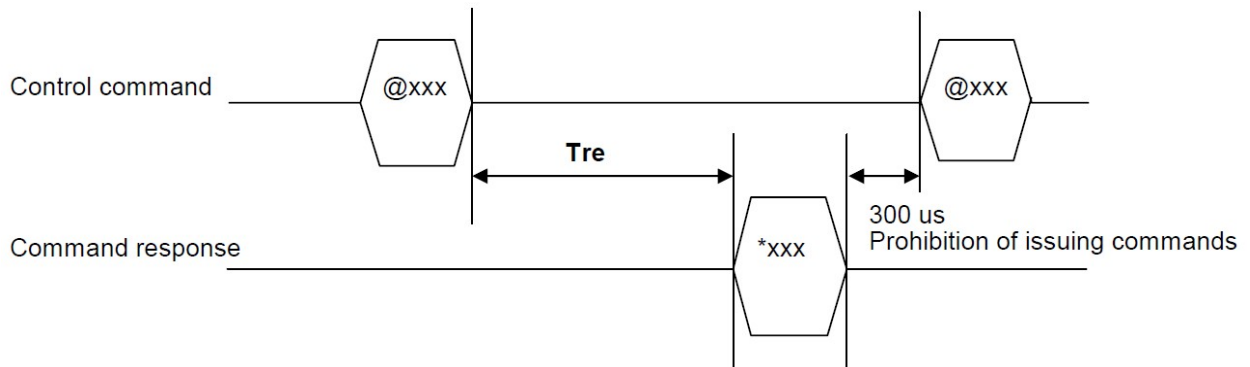 Control command
@xxx
@xxx
Tre
300 us
Prohibition of issuing commands
Command response
*xxx